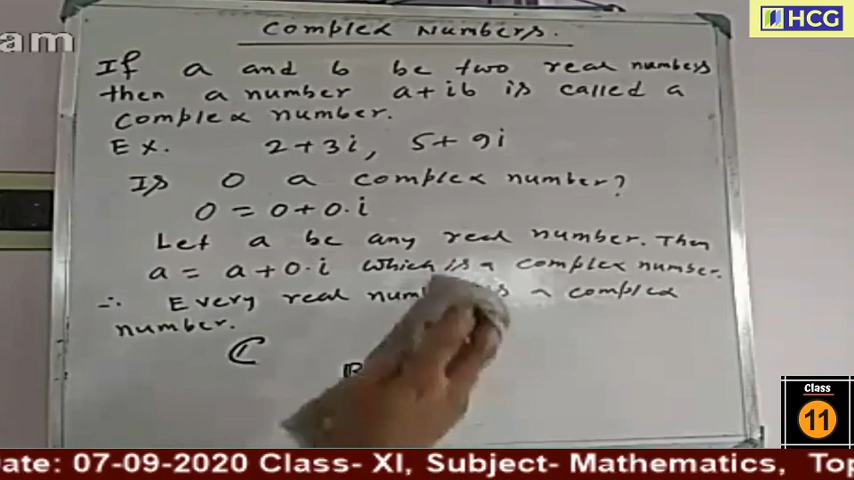 am
HCG
Complex Numbers.
If a and b be two real numbers
then a number a+ib is called a
complex number.
Ex. 2+3i, 5+9i
Is 0 a complex number?
0 = 0+0.i
Let a be any real number. Then
a = a+0.i which is a complex number.
∴ Every real is a complex
number.
ℂ
Class
11
Date: 07-09-2020 Class- XI, Subject- Mathematics, Top